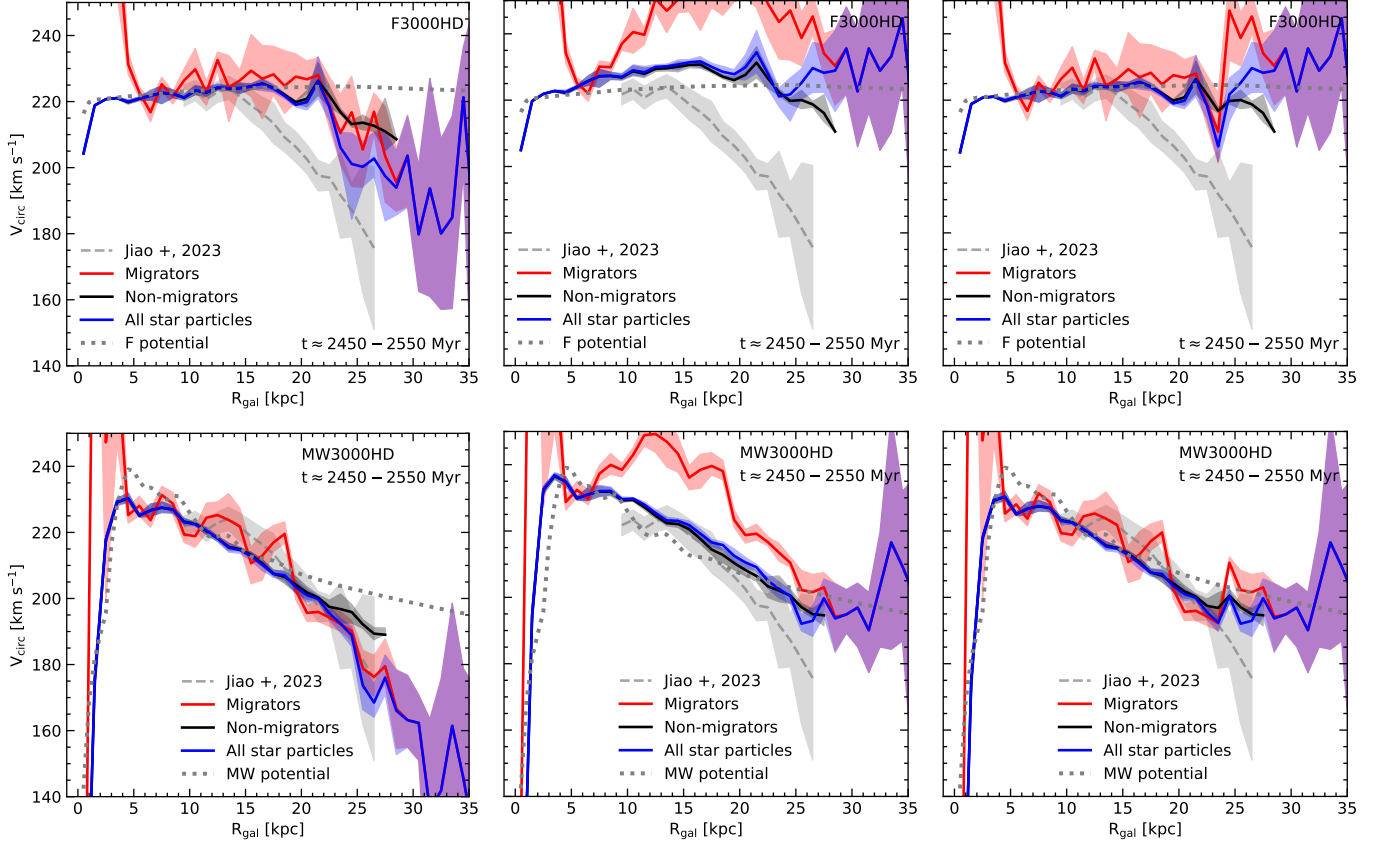 F3000HD
240
220
200
180
160
140
V_circ [km s⁻¹]
Jiao +, 2023
Migrators
Non-migrators
All star particles
F potential
t ≈ 2450 − 2550 Myr
0 5 10 15 20 25 30 35
R_gal [kpc]
F3000HD
Jiao +, 2023
Migrators
Non-migrators
All star particles
F potential
t ≈ 2450 − 2550 Myr
0 5 10 15 20 25 30 35
R_gal [kpc]
F3000HD
Jiao +, 2023
Migrators
Non-migrators
All star particles
F potential
t ≈ 2450 − 2550 Myr
0 5 10 15 20 25 30 35
R_gal [kpc]
MW3000HD
t ≈ 2450 − 2550 Myr
240
220
200
180
160
140
V_circ [km s⁻¹]
Jiao +, 2023
Migrators
Non-migrators
All star particles
MW potential
0 5 10 15 20 25 30 35
R_gal [kpc]
MW3000HD
t ≈ 2450 − 2550 Myr
Jiao +, 2023
Migrators
Non-migrators
All star particles
MW potential
0 5 10 15 20 25 30 35
R_gal [kpc]
MW3000HD
t ≈ 2450 − 2550 Myr
Jiao +, 2023
Migrators
Non-migrators
All star particles
MW potential
0 5 10 15 20 25 30 35
R_gal [kpc]